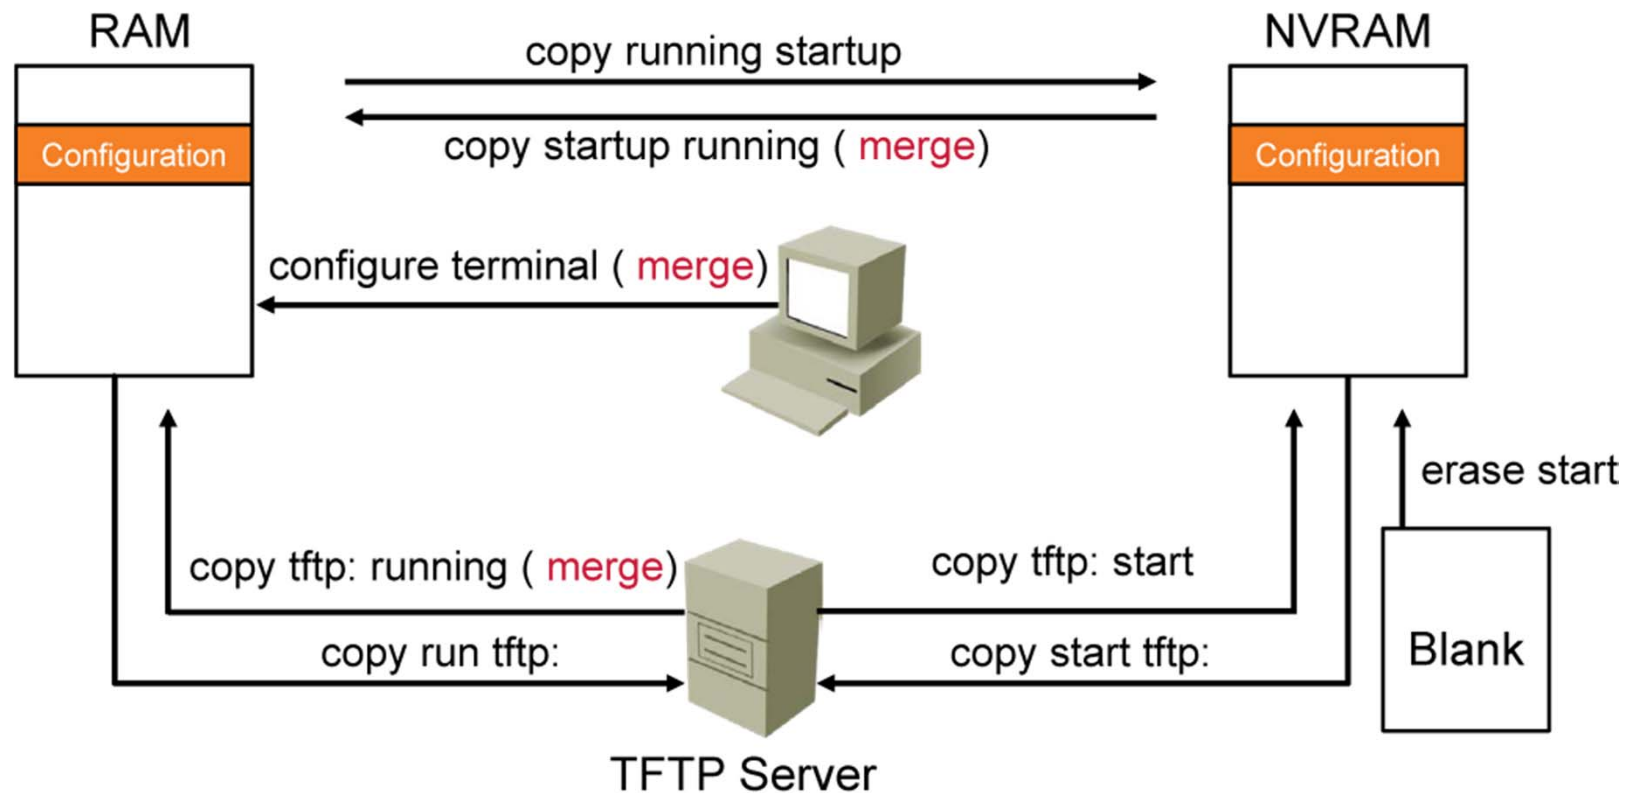 RAM
NVRAM
copy running startup
copy startup running ( merge)
Configuration
Configuration
configure terminal ( merge)
erase start
copy tftp: running ( merge)
copy tftp: start
copy run tftp:
copy start tftp:
Blank
TFTP Server